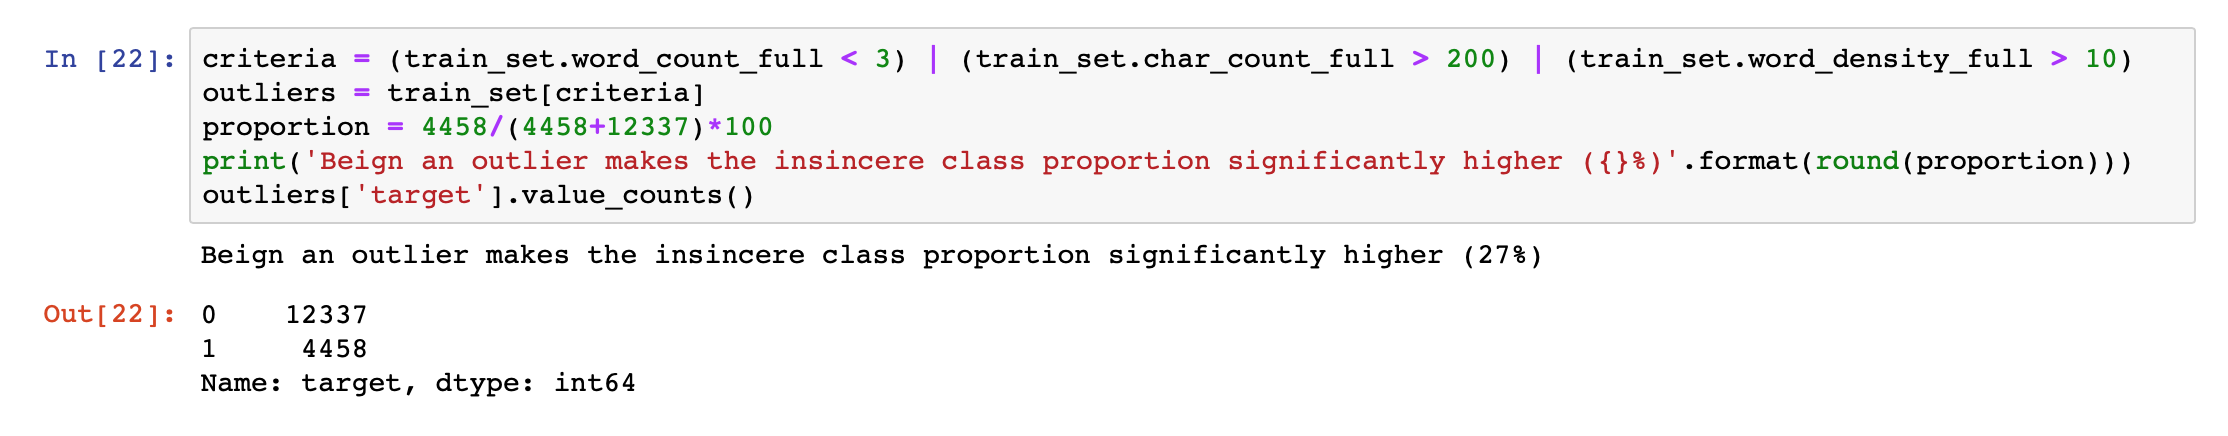 In [22]: criteria = (train_set.word_count_full < 3) | (train_set.char_count_full > 200) | (train_set.word_density_full > 10)
outliers = train_set[criteria]
proportion = 4458/(4458+12337)*100
print('Beign an outlier makes the insincere class proportion significantly higher ({}%)'.format(round(proportion)))
outliers['target'].value_counts()
Beign an outlier makes the insincere class proportion significantly higher (27%)
Out[22]: 0    12337
1     4458
Name: target, dtype: int64